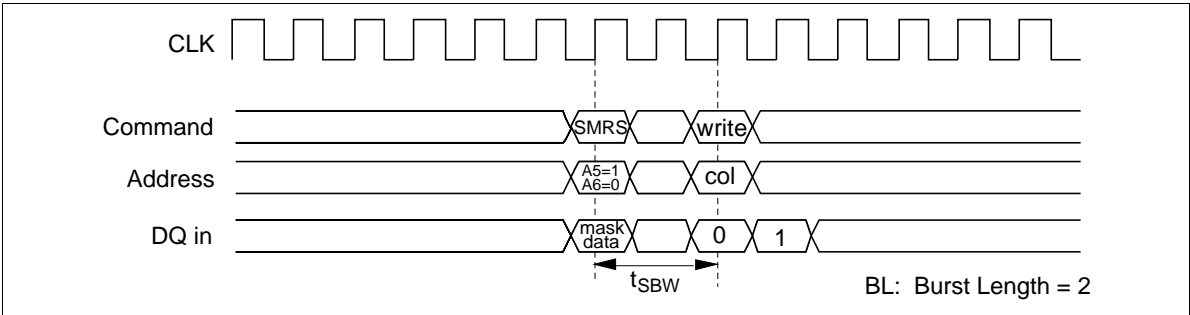 CLK
Command
SMRS
write
Address
A5=1
A6=0
col
DQ in
mask
data
0
1
tSBW
BL: Burst Length = 2